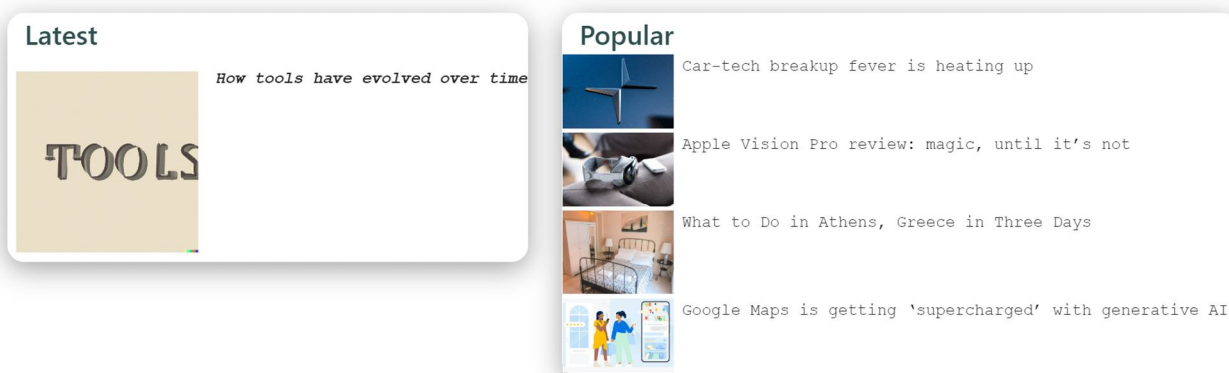 Latest
How tools have evolved over time
TOOLS
Popular
Car-tech breakup fever is heating up
Apple Vision Pro review: magic, until it’s not
What to Do in Athens, Greece in Three Days
Google Maps is getting ‘supercharged’ with generative AI